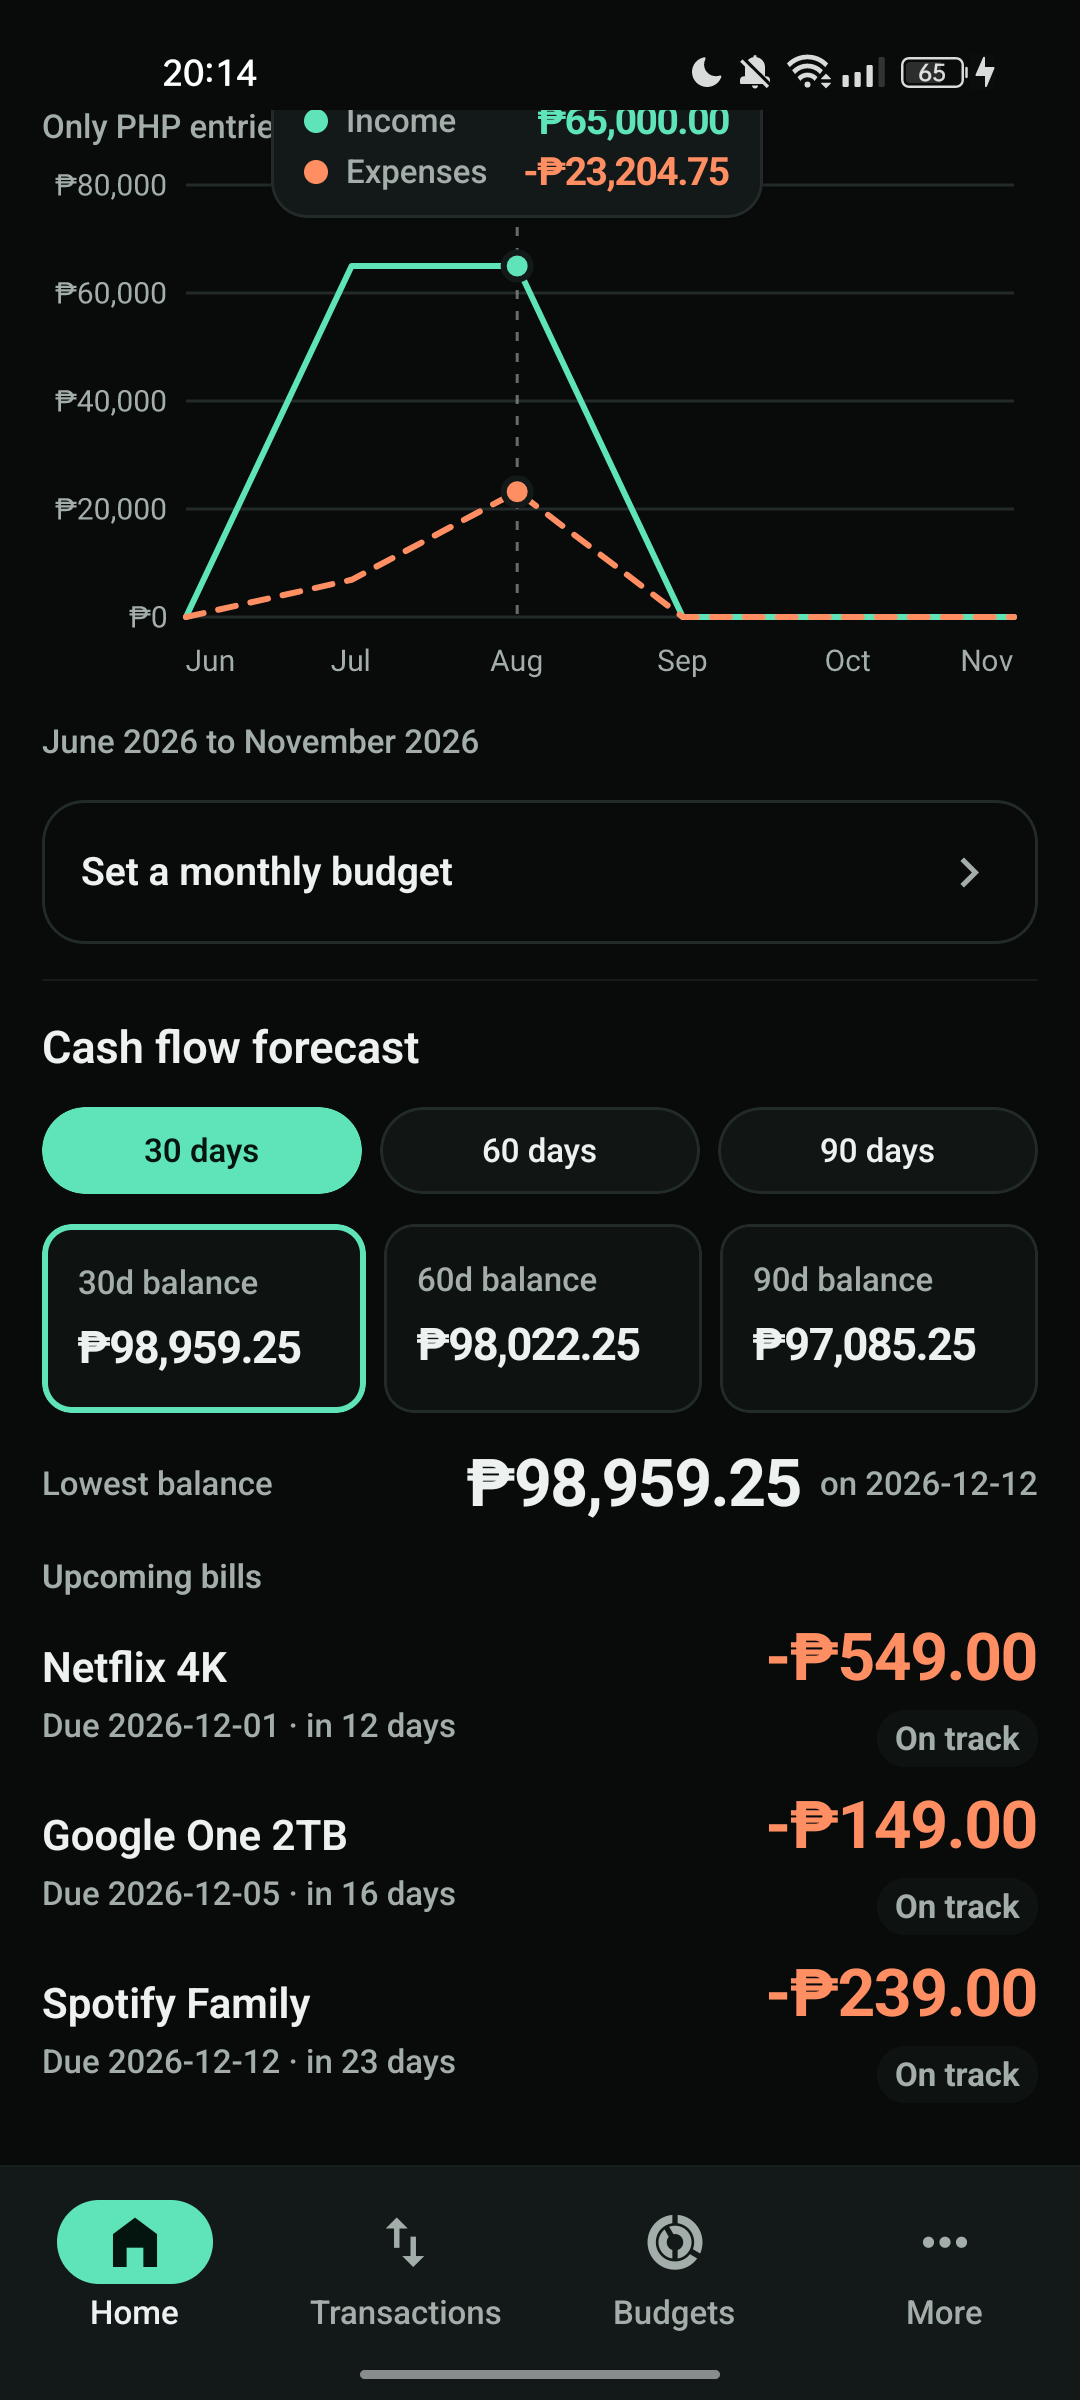 20:14
65
Only PHP entrie
Income ₱65,000.00
Expenses -₱23,204.75
₱80,000
₱60,000
₱40,000
₱20,000
₱0
Jun Jul Aug Sep Oct Nov
June 2026 to November 2026
Set a monthly budget
Cash flow forecast
30 days 60 days 90 days
30d balance 60d balance 90d balance
₱98,959.25 ₱98,022.25 ₱97,085.25
Lowest balance ₱98,959.25 on 2026-12-12
Upcoming bills
Netflix 4K -₱549.00
Due 2026-12-01 · in 12 days On track
Google One 2TB -₱149.00
Due 2026-12-05 · in 16 days On track
Spotify Family -₱239.00
Due 2026-12-12 · in 23 days On track
Home Transactions Budgets More